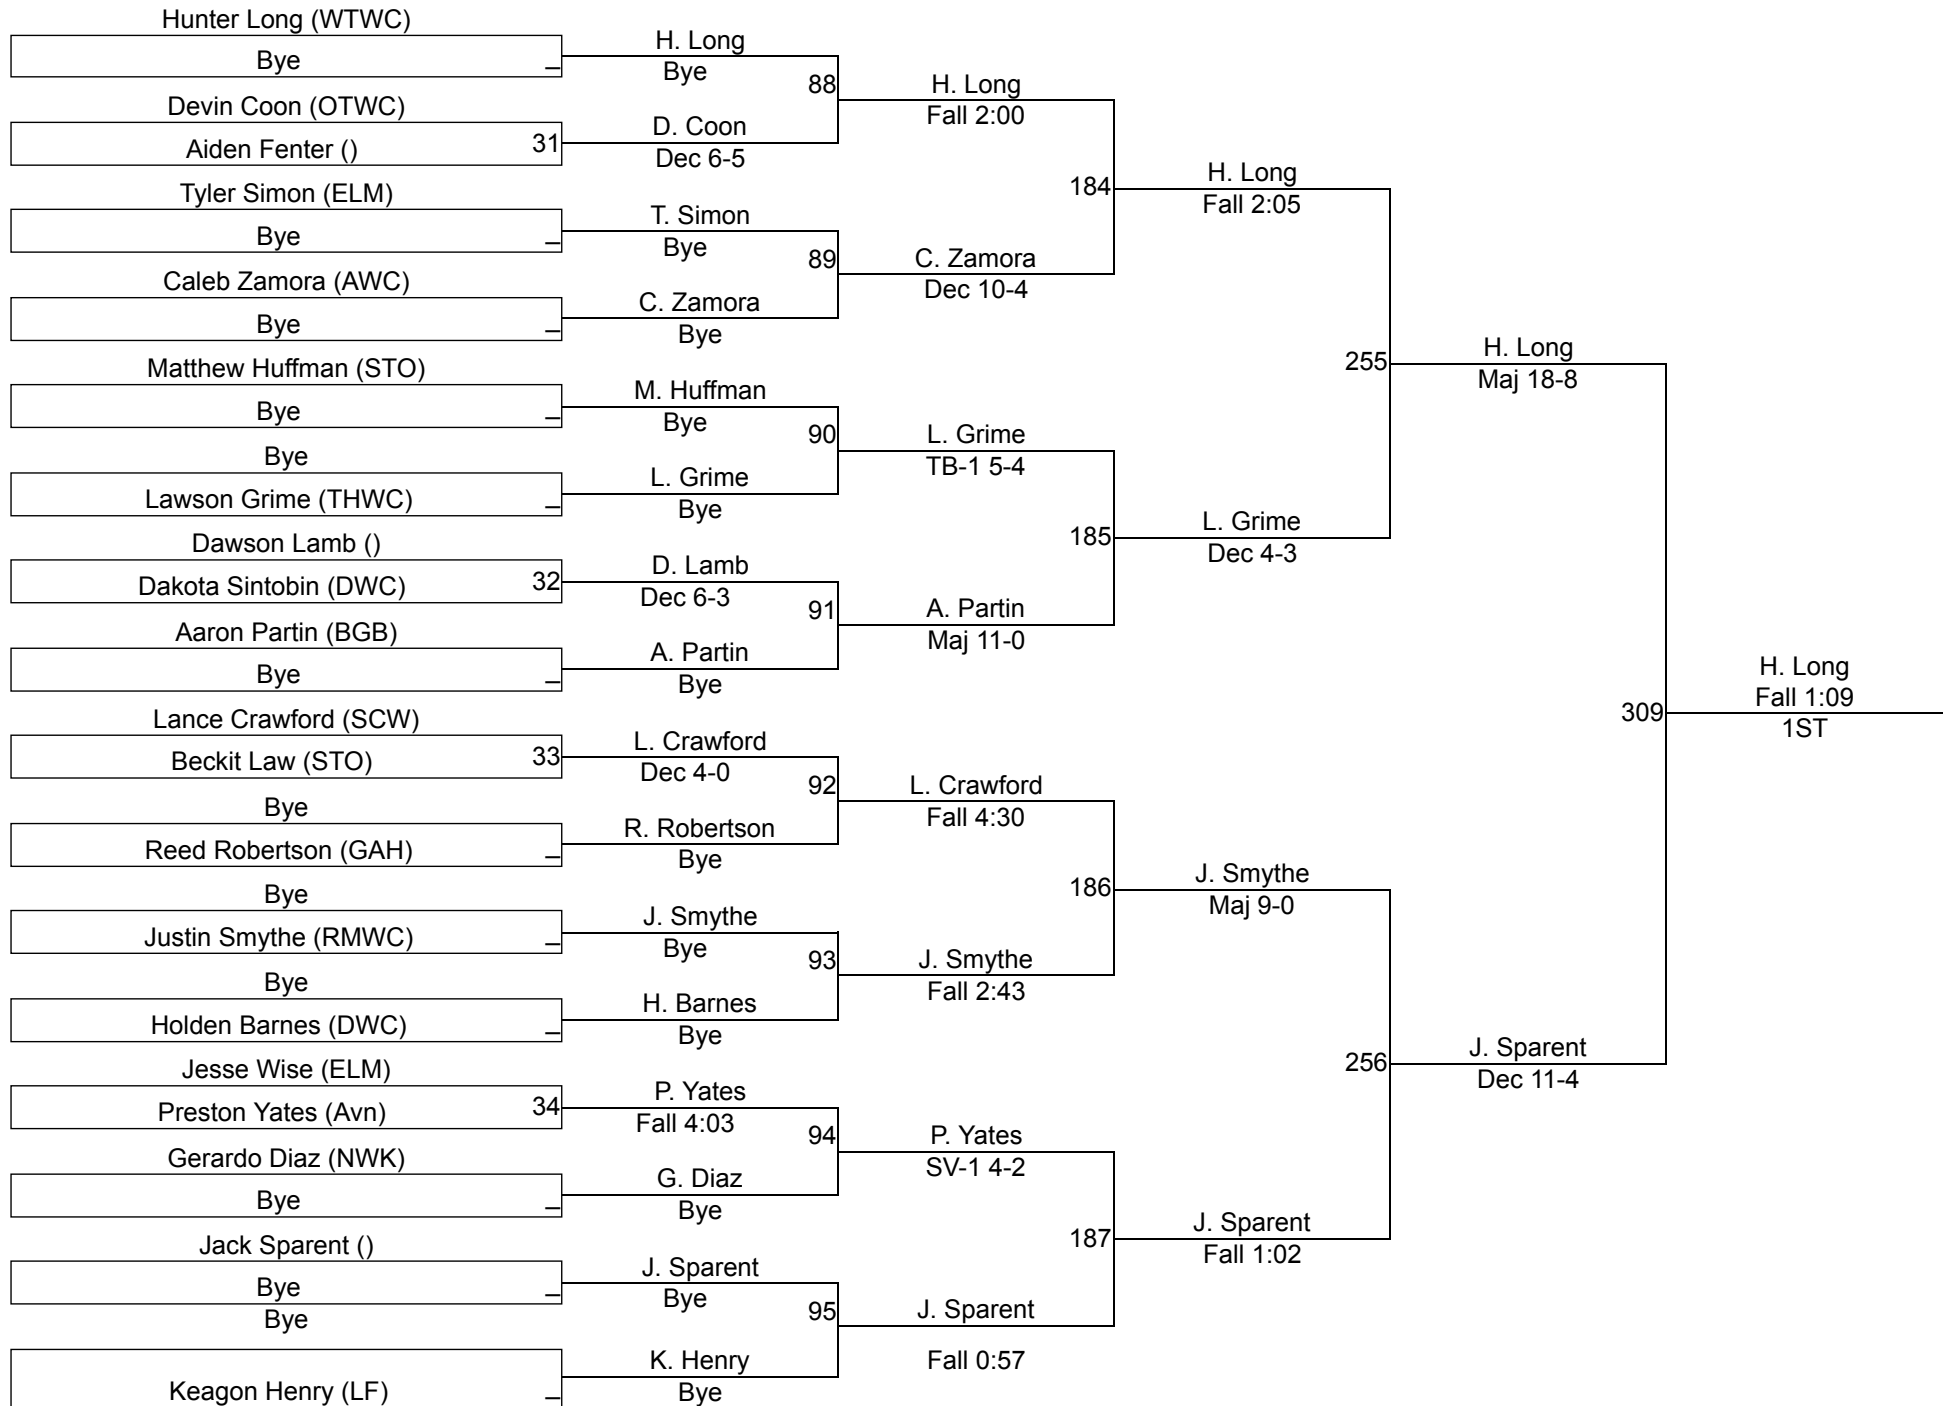 Hunter Long (WTWC)
Bye
_
Devin Coon (OTWC)
Aiden Fenter ()
31
Tyler Simon (ELM)
Bye
_
Caleb Zamora (AWC)
Bye
_
Matthew Huffman (STO)
Bye
_
Bye
Lawson Grime (THWC)
_
Dawson Lamb ()
Dakota Sintobin (DWC)
32
Aaron Partin (BGB)
Bye
_
Lance Crawford (SCW)
Beckit Law (STO)
33
Bye
Reed Robertson (GAH)
_
Bye
Justin Smythe (RMWC)
_
Bye
Holden Barnes (DWC)
_
Jesse Wise (ELM)
Preston Yates (Avn)
34
Gerardo Diaz (NWK)
Bye
_
Jack Sparent ()
Bye
_
Bye
Keagon Henry (LF)
_
H. Long
Bye
88
D. Coon
Dec 6-5
T. Simon
Bye
89
C. Zamora
Bye
M. Huffman
Bye
90
L. Grime
Bye
D. Lamb
Dec 6-3
91
A. Partin
Bye
L. Crawford
Dec 4-0
92
R. Robertson
Bye
J. Smythe
Bye
93
H. Barnes
Bye
P. Yates
Fall 4:03
94
G. Diaz
Bye
J. Sparent
Bye
95
K. Henry
Bye
H. Long
Fall 2:00
184
C. Zamora
Dec 10-4
L. Grime
TB-1 5-4
185
A. Partin
Maj 11-0
L. Crawford
Fall 4:30
186
J. Smythe
Fall 2:43
P. Yates
SV-1 4-2
187
J. Sparent
Fall 0:57
H. Long
Fall 2:05
255
L. Grime
Dec 4-3
J. Smythe
Maj 9-0
256
J. Sparent
Fall 1:02
H. Long
Maj 18-8
309
J. Sparent
Dec 11-4
H. Long
Fall 1:09
1ST